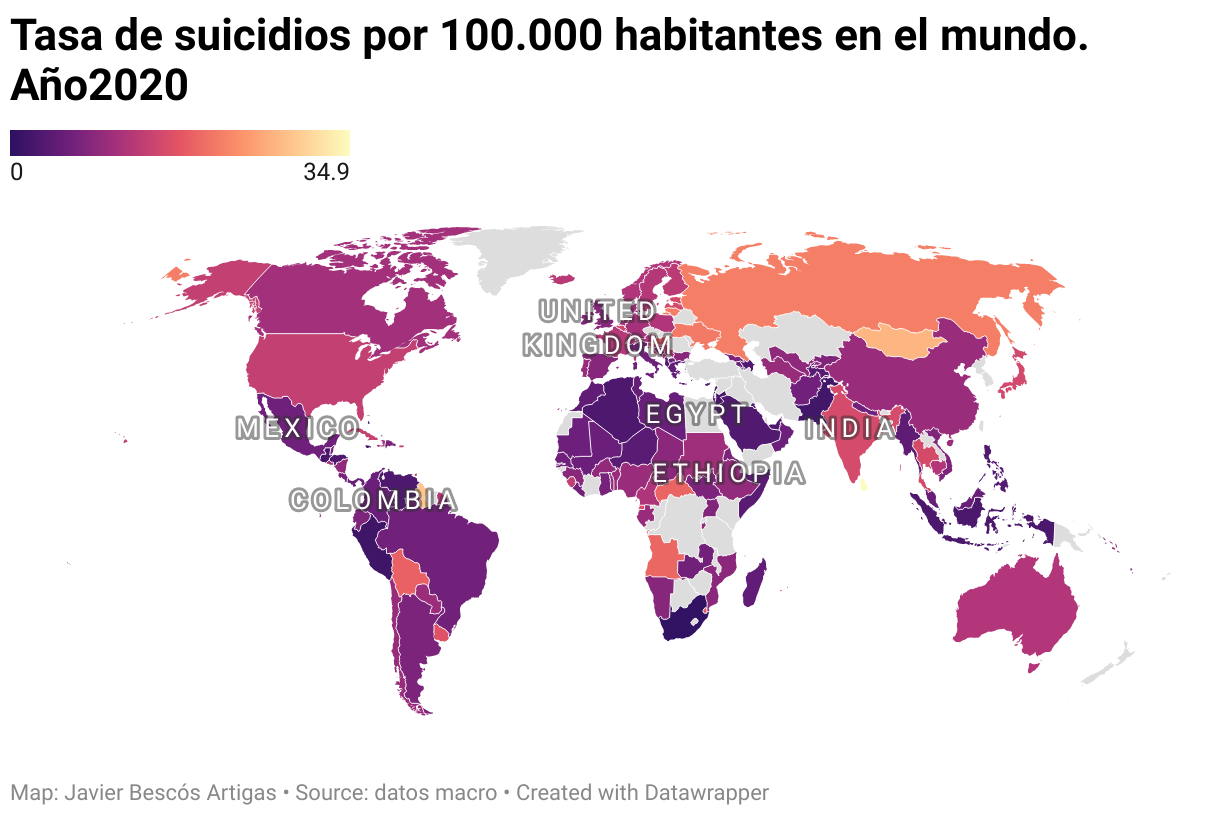 Tasa de suicidios por 100.000 habitantes en el mundo.
Año2020
0 34.9
UNITED
KINGDOM
EGYPT
MEXICO
INDIA
ETHIOPIA
COLOMBIA
Map: Javier Bescós Artigas • Source: datos macro • Created with Datawrapper